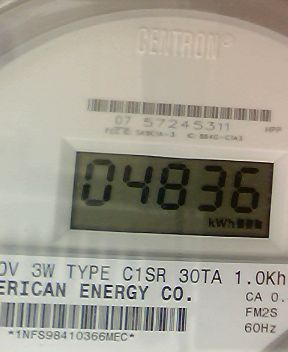 CENTRON®
07 57245311
HPP
04836
kWh
0V 3W TYPE C1SR 30TA 1.0Kh
ERICAN ENERGY CO.
CA 0.
FM2S
60Hz
*1NFS98410366MEC*